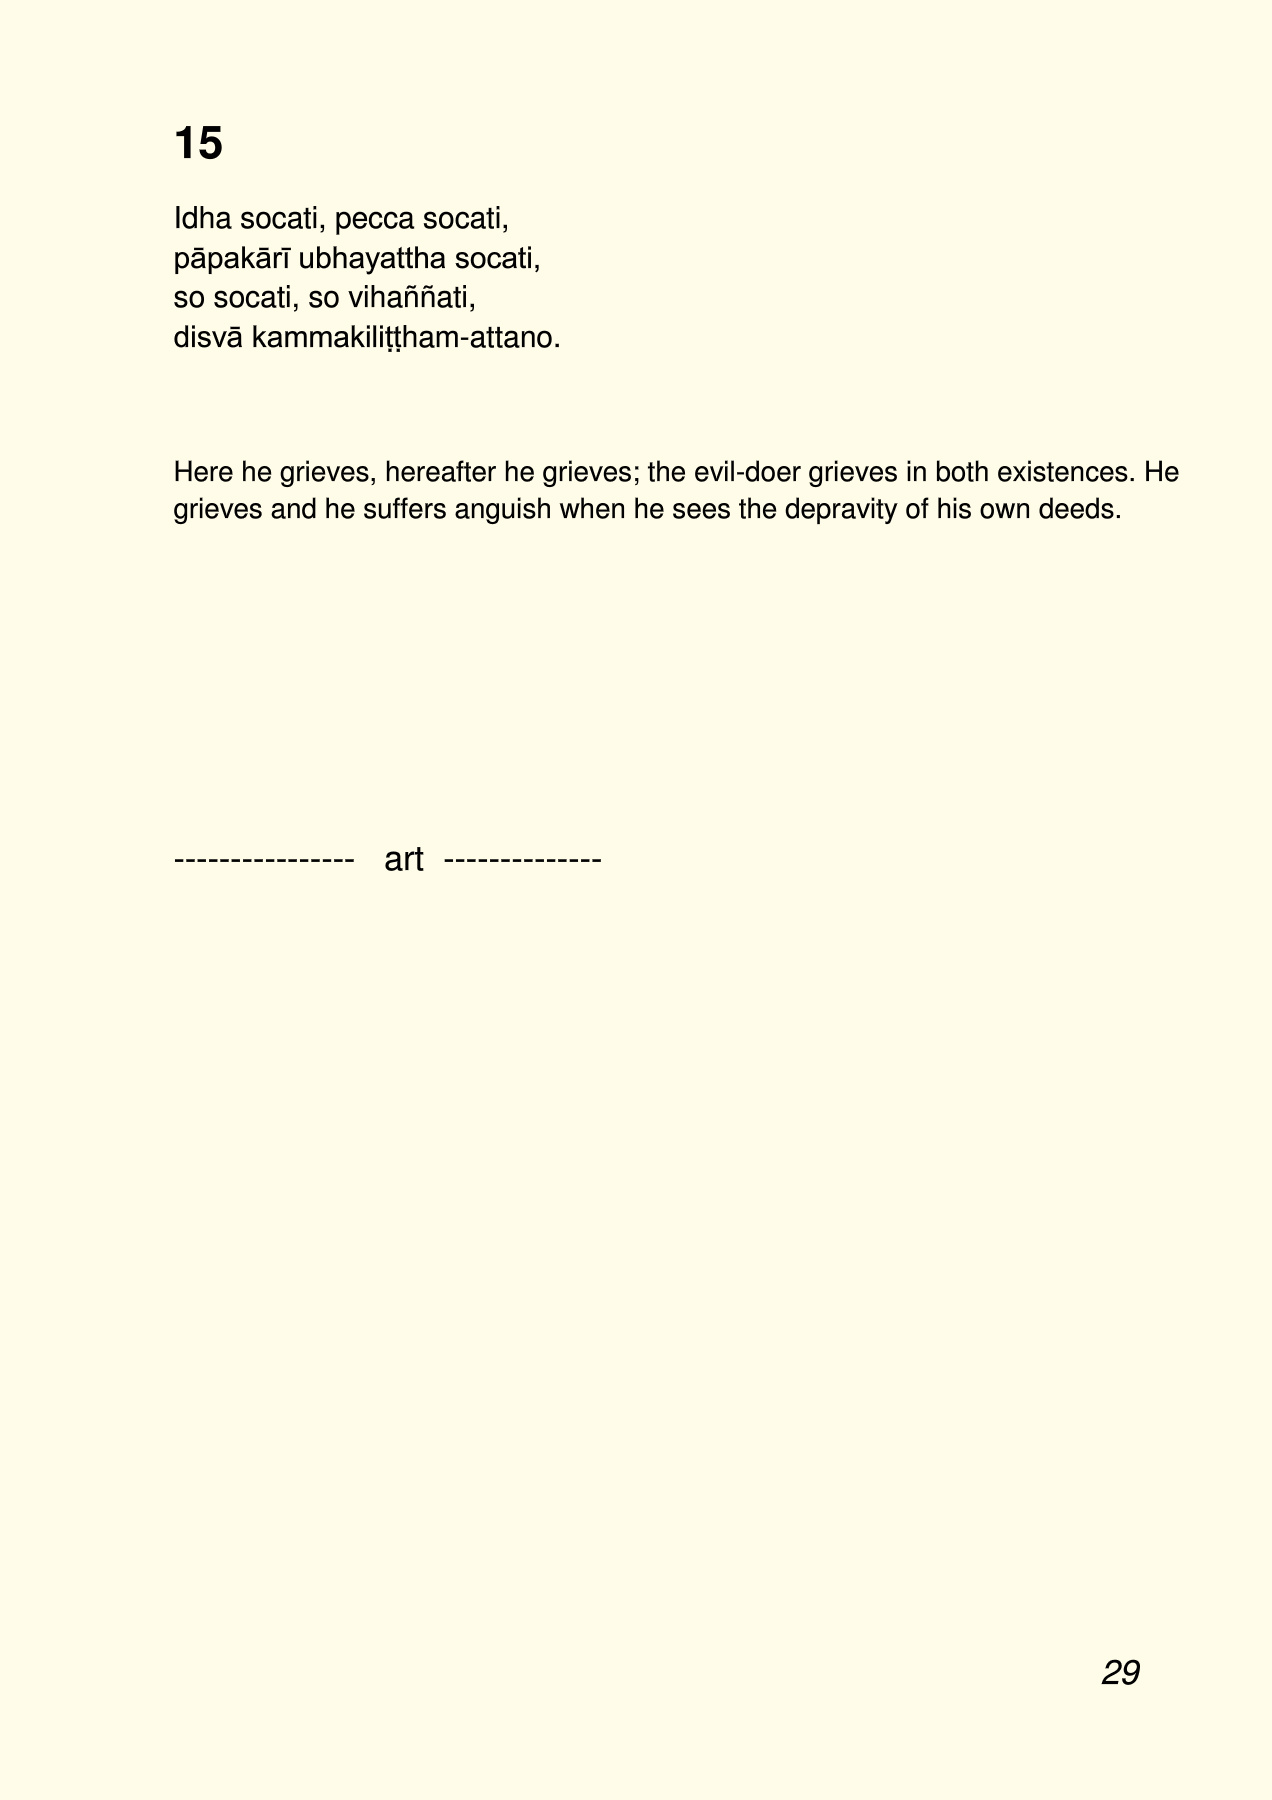 15
Idha socati, pecca socati,
pāpakārī ubhayattha socati,
so socati, so vihaññati,
disvā kammakiliṭṭham-attano.
Here he grieves, hereafter he grieves; the evil-doer grieves in both existences. He
grieves and he suffers anguish when he sees the depravity of his own deeds.
---------------- art --------------
29